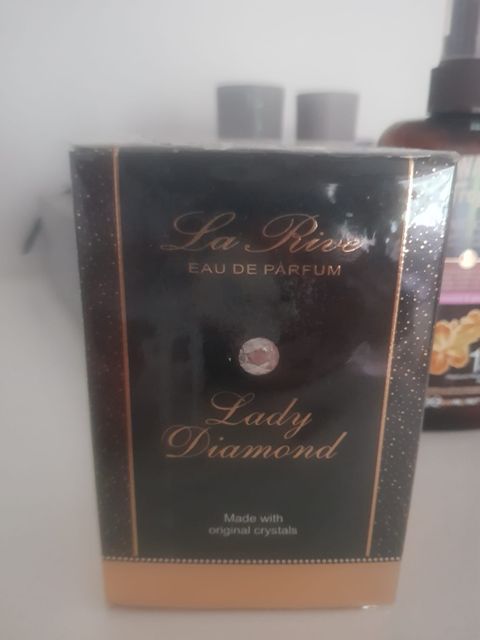 La Rive
EAU DE PARFUM
Lady
Diamond
Made with
original crystals